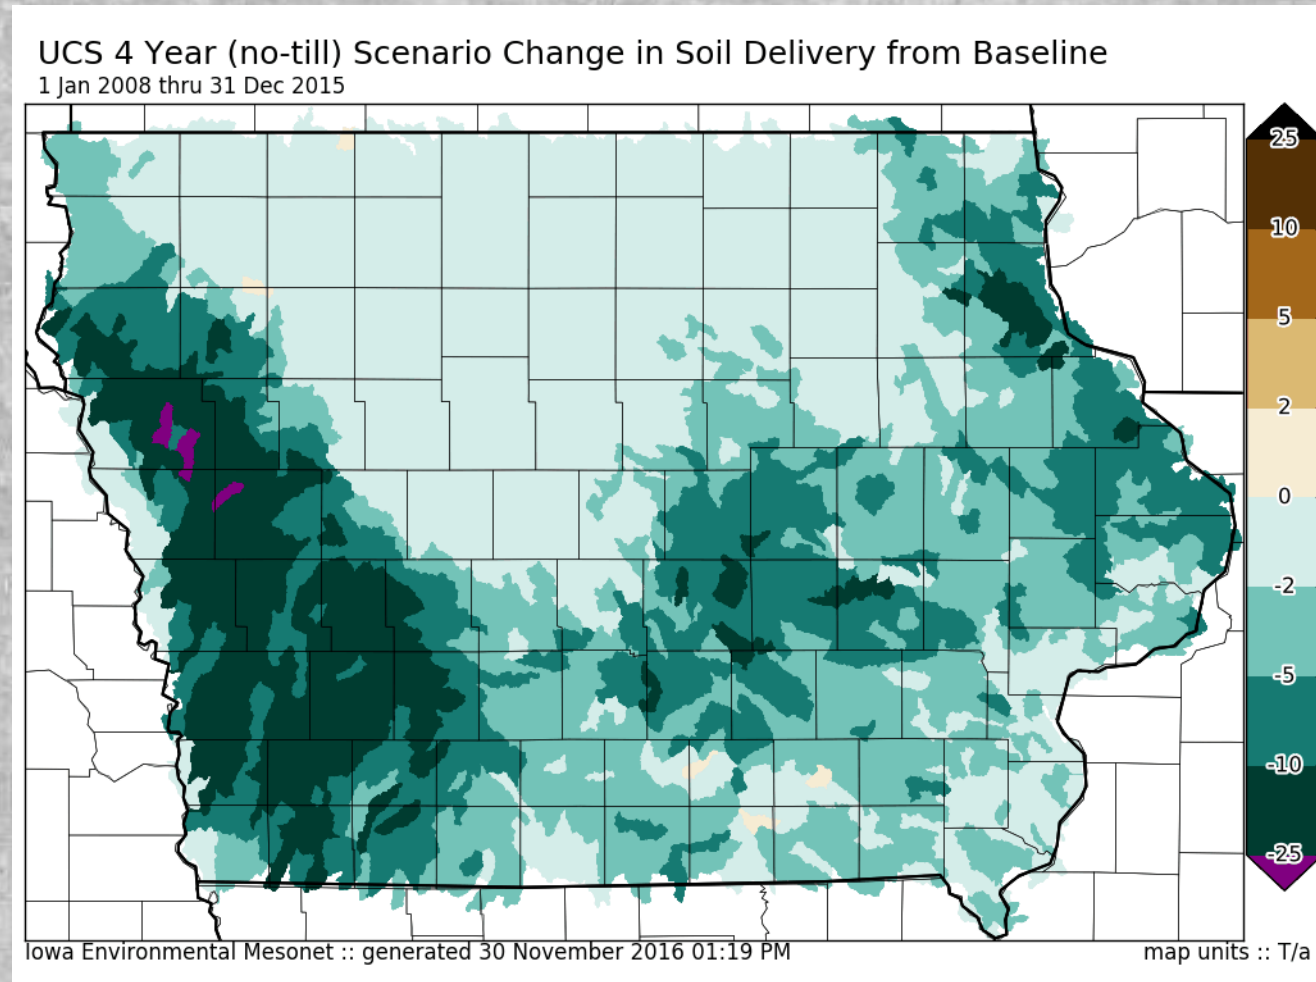 UCS 4 Year (no-till) Scenario Change in Soil Delivery from Baseline
1 Jan 2008 thru 31 Dec 2015
25
10
5
2
0
-2
-5
-10
-25
Iowa Environmental Mesonet :: generated 30 November 2016 01:19 PM
map units :: T/a